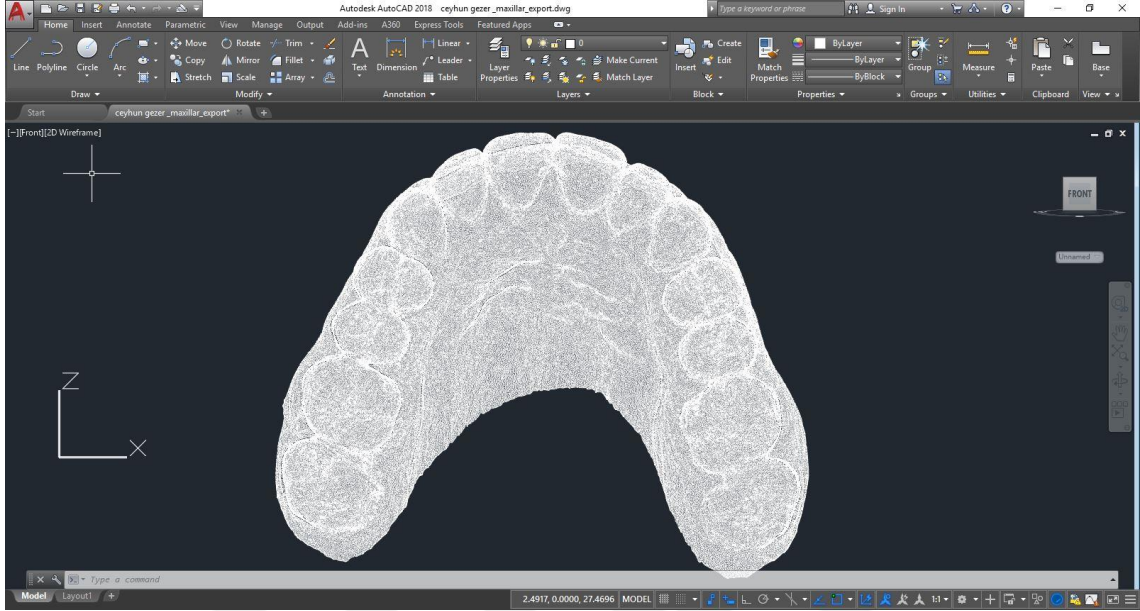 Autodesk AutoCAD 2018 ceyhun gezer _maxillar_export.dwg
Type a keyword or phrase
Sign In
Home Insert Annotate Parametric View Manage Output Add-ins A360 Express Tools Featured Apps
Move Rotate Trim
Linear
0
Create
ByLayer
Copy Mirror Fillet
Leader
Make Current
Edit
ByLayer
Line Polyline Circle Arc
Stretch Scale Array
Text Dimension
Table
Layer Properties
Match Layer
Insert
Match Properties
ByBlock
Group
Measure
Paste
Base
Draw Modify Annotation Layers Block Properties Groups Utilities Clipboard View
Start ceyhun gezer _maxillar_export*
[−][Front][2D Wireframe]
FRONT
Unnamed
Z
X
Type a command
Model Layout1
2.4917, 0.0000, 27.4696 MODEL 1:1